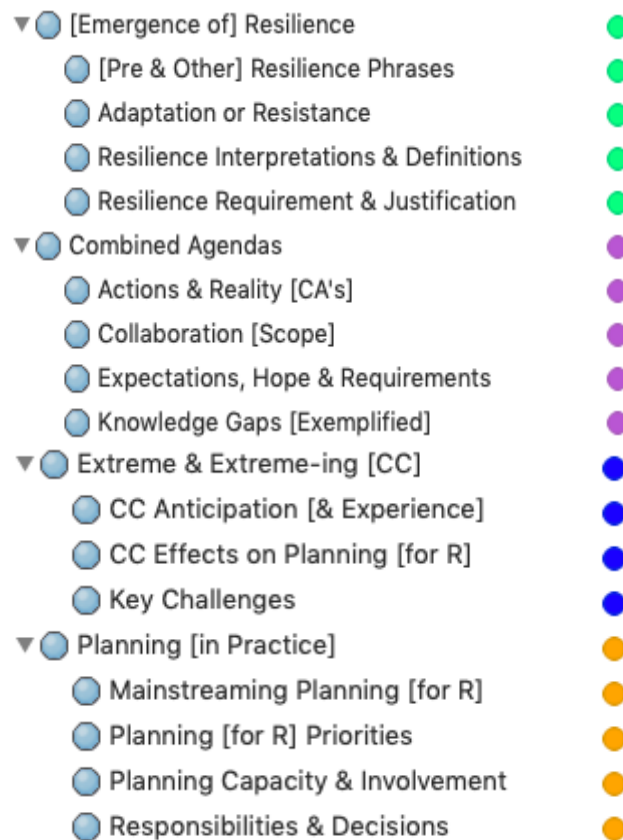 [Emergence of] Resilience
[Pre & Other] Resilience Phrases
Adaptation or Resistance
Resilience Interpretations & Definitions
Resilience Requirement & Justification
Combined Agendas
Actions & Reality [CA's]
Collaboration [Scope]
Expectations, Hope & Requirements
Knowledge Gaps [Exemplified]
Extreme & Extreme-ing [CC]
CC Anticipation [& Experience]
CC Effects on Planning [for R]
Key Challenges
Planning [in Practice]
Mainstreaming Planning [for R]
Planning [for R] Priorities
Planning Capacity & Involvement
Responsibilities & Decisions